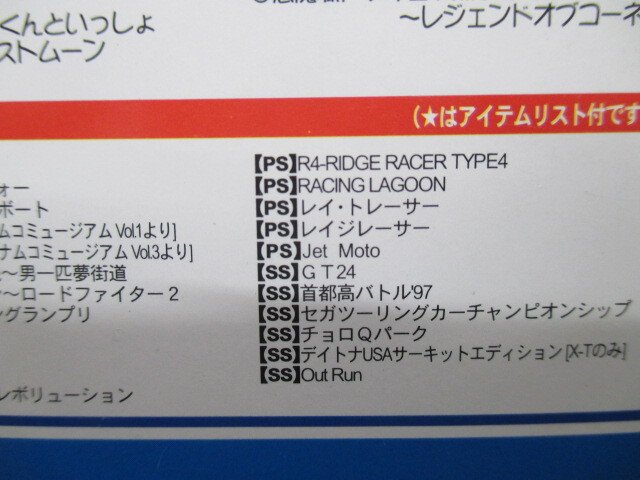 くんといっしょ
ストムーン
～レジェンドオブコーネ
(★はアイテムリスト付です
ォー
ポート
ムコミュージアム Vol.1より]
ナムコミュージアム Vol.3より]
～男一匹夢街道
～ロードファイター2
グランプリ
レボリューション
【PS】R4-RIDGE RACER TYPE4
【PS】RACING LAGOON
【PS】レイ・トレーサー
【PS】レイジレーサー
【PS】Jet Moto
【SS】GT24
【SS】首都高バトル'97
【SS】セガツーリングカーチャンピオンシップ
【SS】チョロQパーク
【SS】デイトナUSAサーキットエディション[X-Tのみ]
【SS】Out Run